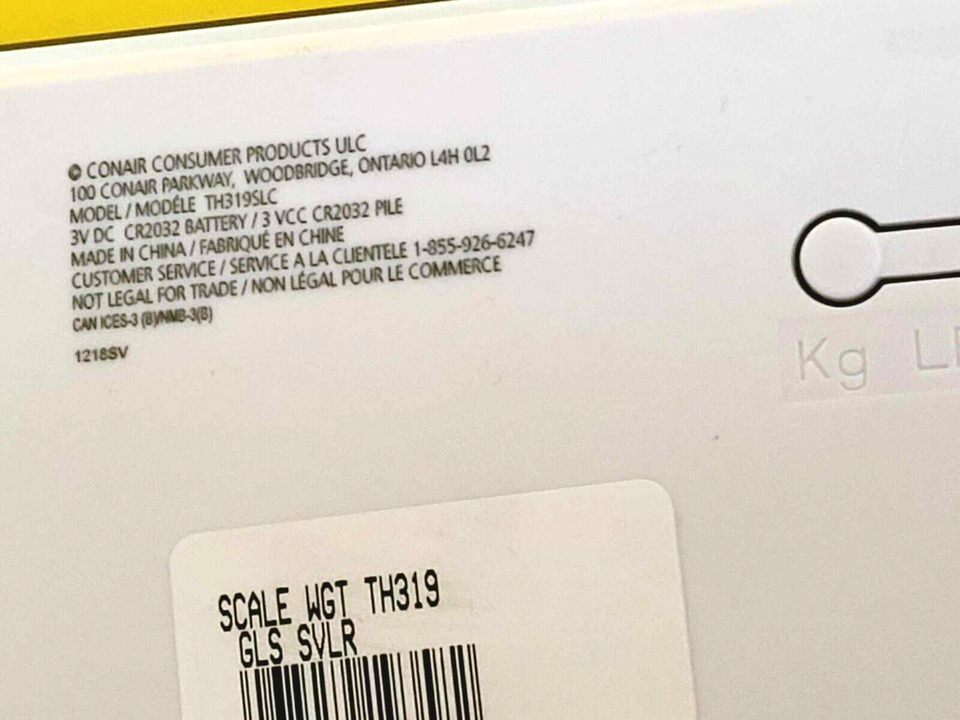 © CONAIR CONSUMER PRODUCTS ULC
100 CONAIR PARKWAY, WOODBRIDGE, ONTARIO L4H 0L2
MODEL / MODÉLE TH319SLC
3V DC CR2032 BATTERY / 3 VCC CR2032 PILE
MADE IN CHINA / FABRIQUÉ EN CHINE
CUSTOMER SERVICE / SERVICE A LA CLIENTELE 1-855-926-6247
NOT LEGAL FOR TRADE / NON LÉGAL POUR LE COMMERCE
CAN ICES-3 (B)/NMB-3(B)
1218SV
Kg
SCALE WGT TH319
GLS SVLR